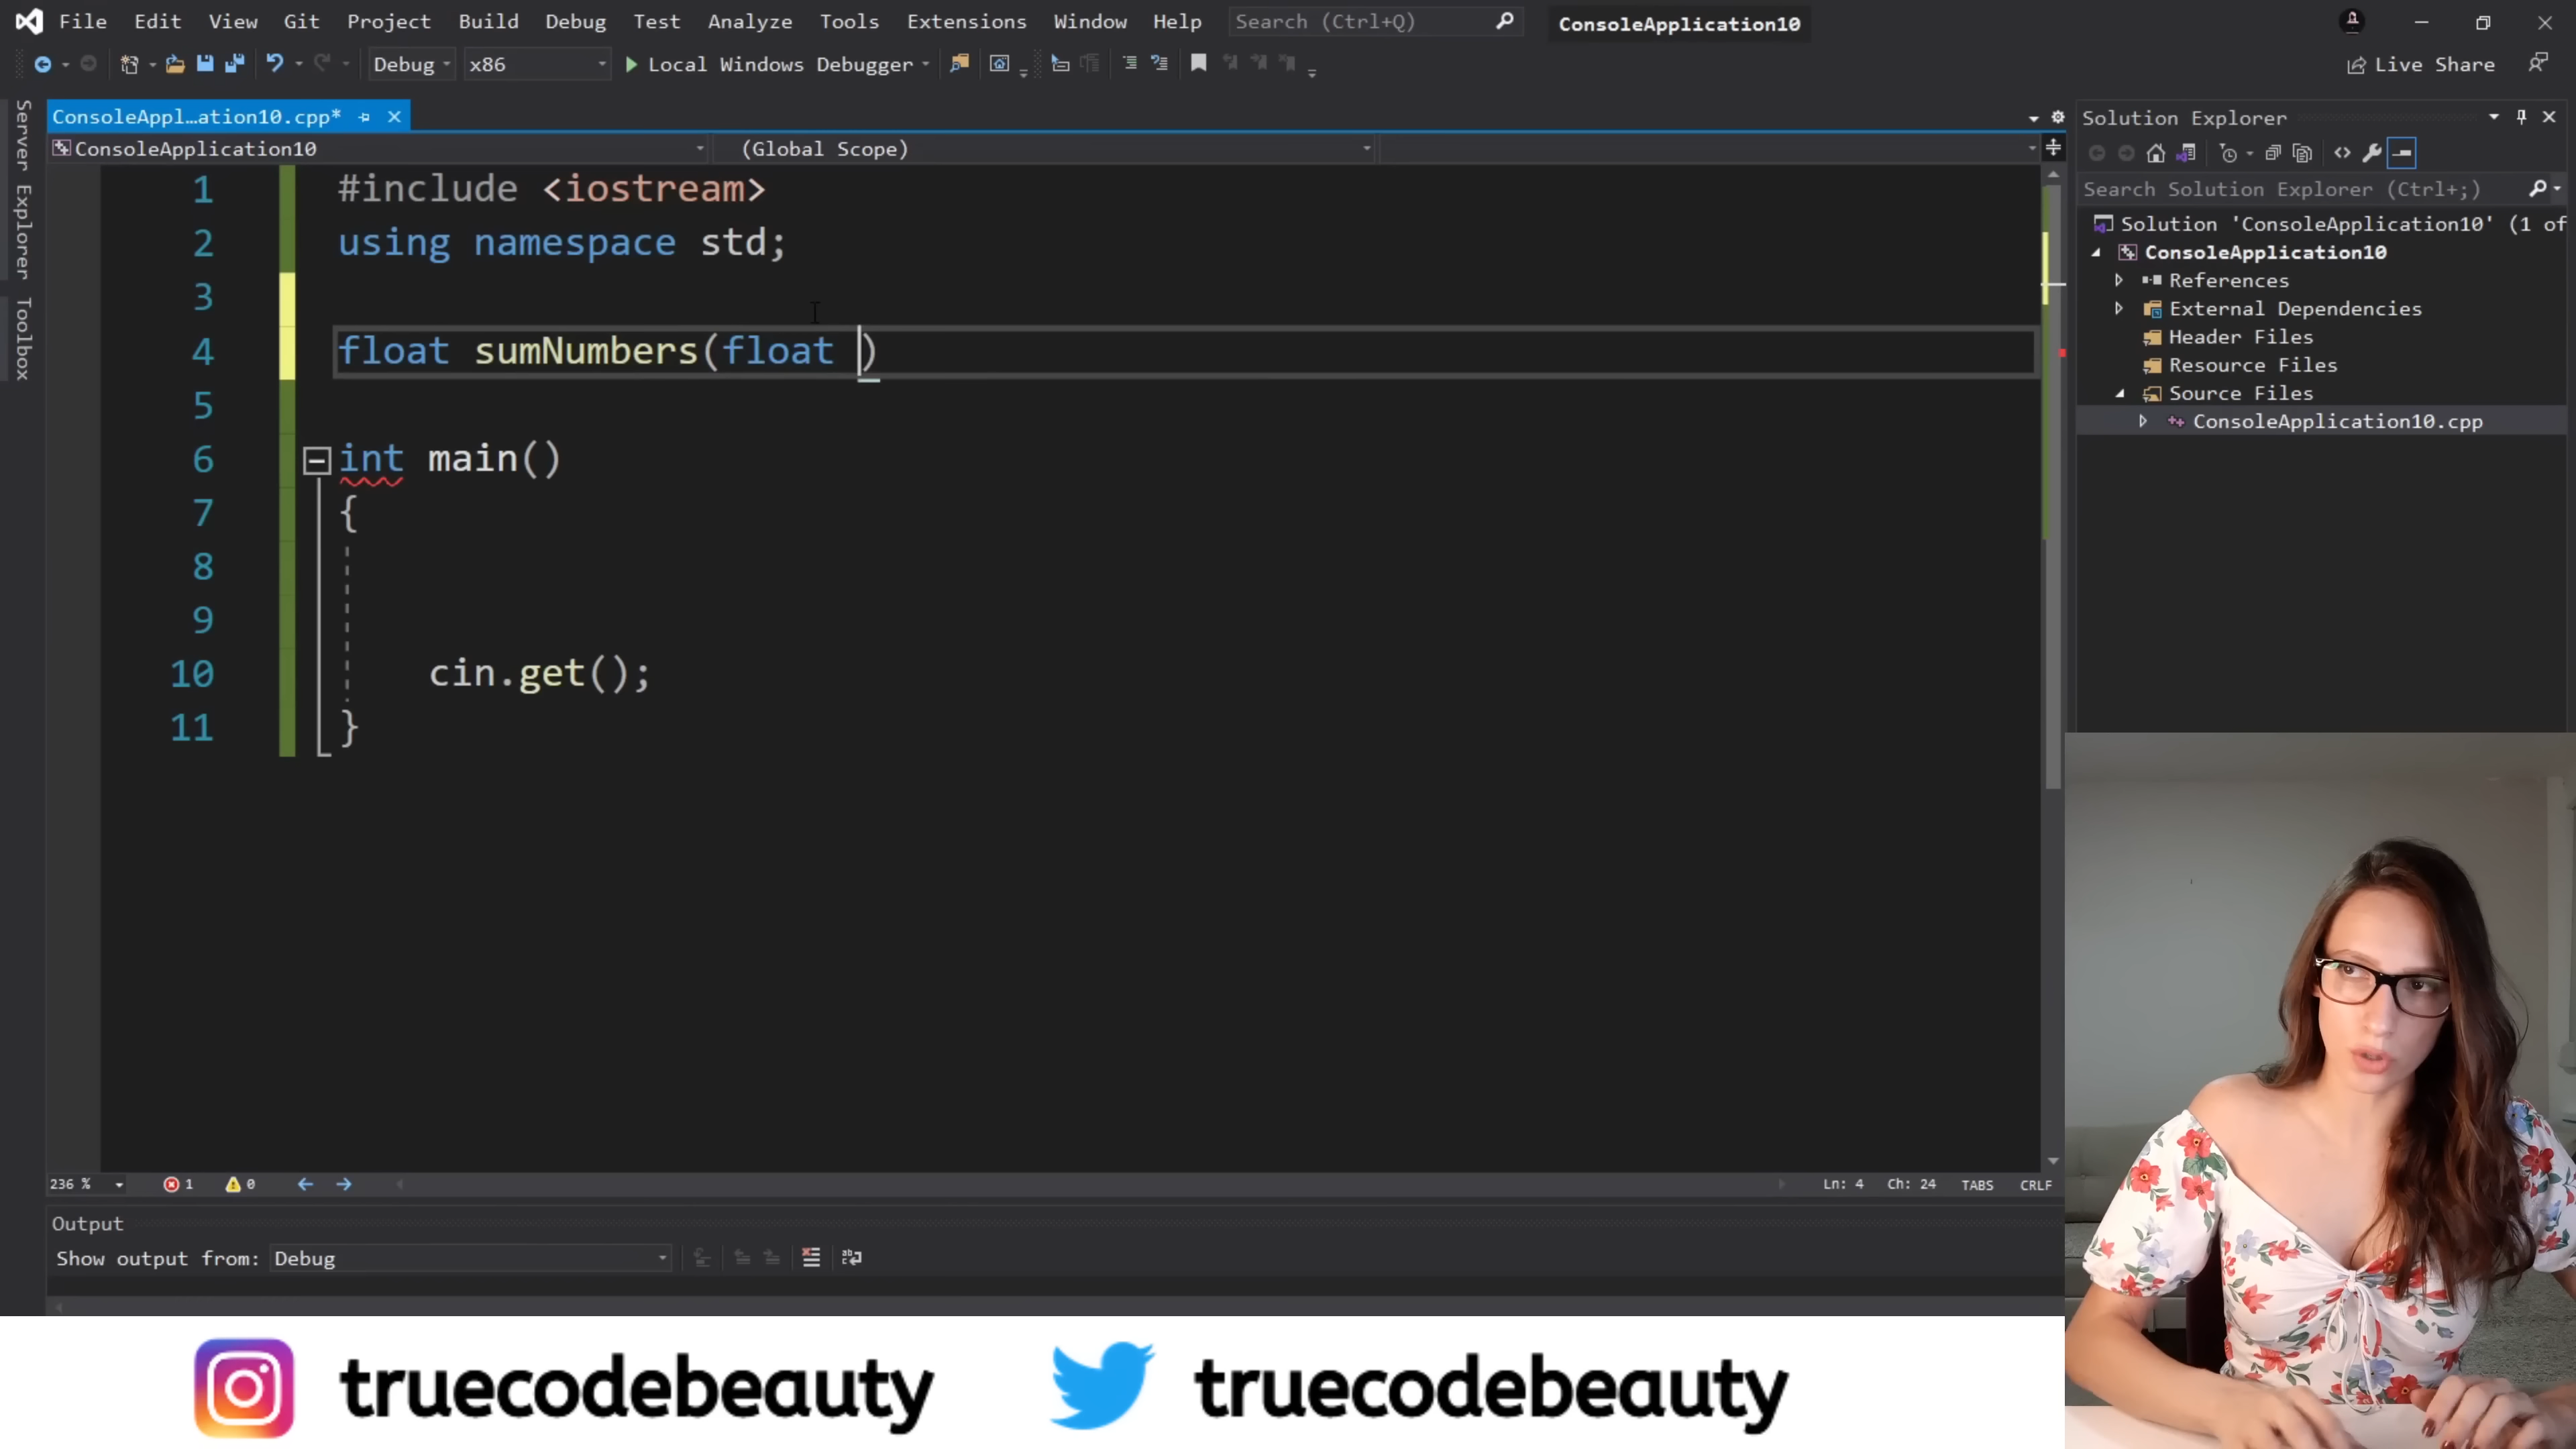 File Edit View Git Project Build Debug Test Analyze Tools Extensions Window Help Search (Ctrl+Q) ConsoleApplication10
Debug x86 Local Windows Debugger Live Share
Server Explorer
Toolbox
ConsoleAppl...ation10.cpp*
ConsoleApplication10 (Global Scope)
1 #include <iostream>
2 using namespace std;
3
4 float sumNumbers(float )
5
6 int main()
7 {
8
9
10 cin.get();
11 }
236 % 1 0 Ln: 4 Ch: 24 TABS CRLF
Output
Show output from: Debug
Solution Explorer
Search Solution Explorer (Ctrl+;)
Solution 'ConsoleApplication10' (1 of
ConsoleApplication10
References
External Dependencies
Header Files
Resource Files
Source Files
ConsoleApplication10.cpp
truecodebeauty truecodebeauty